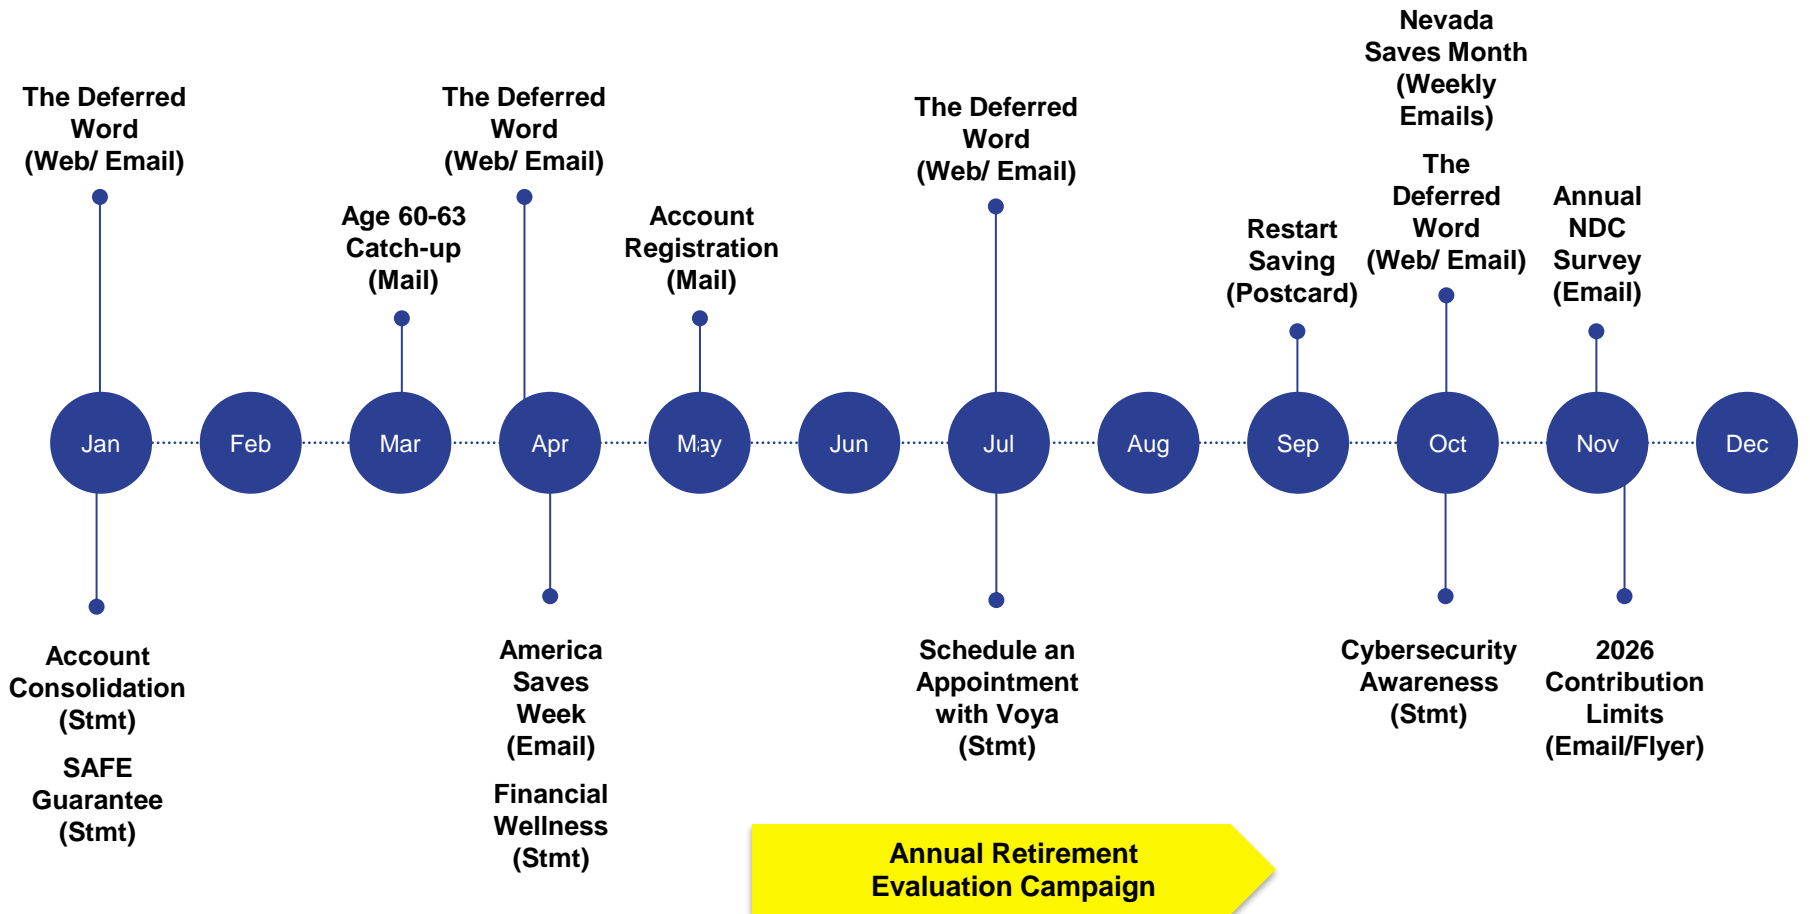 The Deferred
Word
(Web/ Email)
Age 60-63
Catch-up
(Mail)
The Deferred
Word
(Web/ Email)
Account
Registration
(Mail)
The Deferred
Word
(Web/ Email)
Restart
Saving
(Postcard)
Nevada
Saves Month
(Weekly
Emails)
The
Deferred
Word
(Web/ Email)
Annual
NDC
Survey
(Email)
Jan
Feb
Mar
Apr
May
Jun
Jul
Aug
Sep
Oct
Nov
Dec
Account
Consolidation
(Stmt)
SAFE
Guarantee
(Stmt)
America
Saves
Week
(Email)
Financial
Wellness
(Stmt)
Schedule an
Appointment
with Voya
(Stmt)
Cybersecurity
Awareness
(Stmt)
2026
Contribution
Limits
(Email/Flyer)
Annual Retirement
Evaluation Campaign